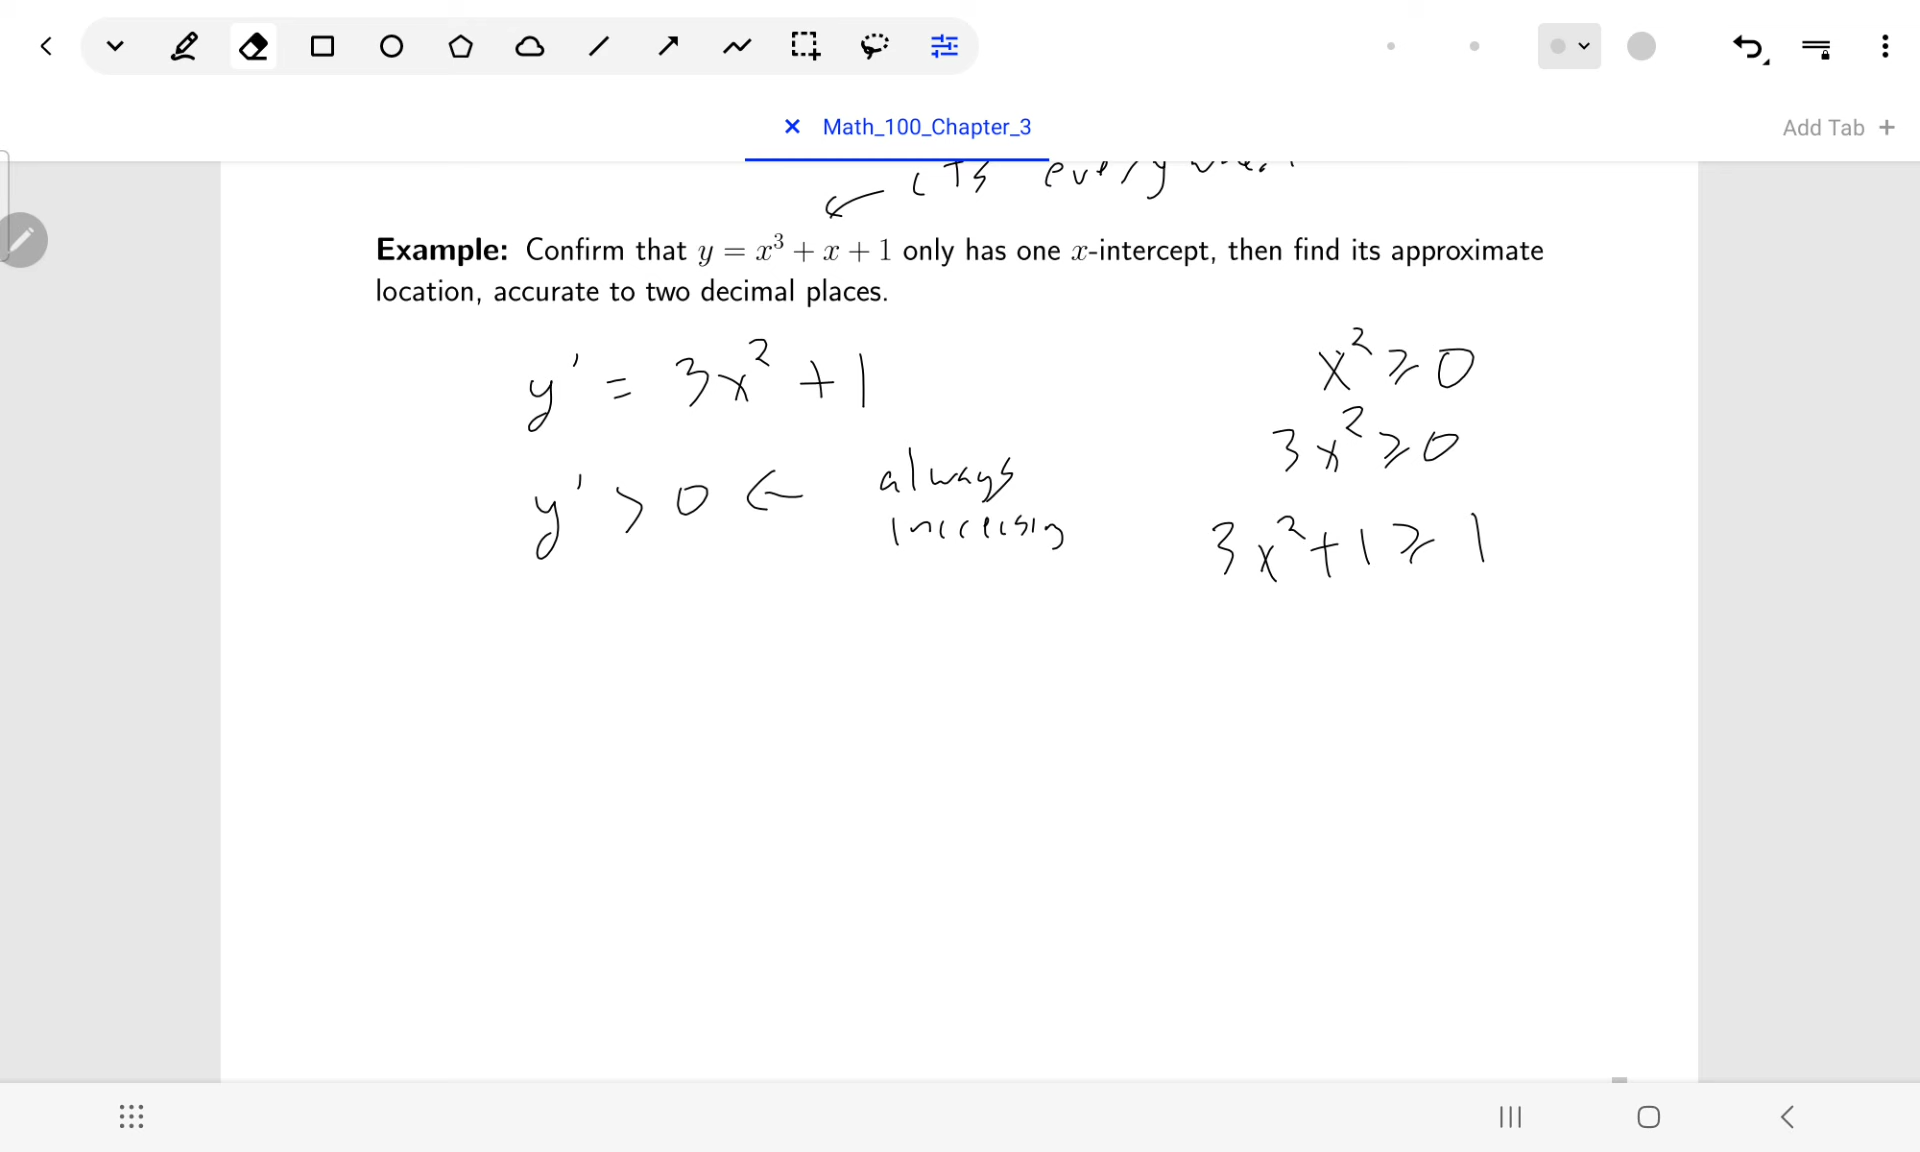 Math_100_Chapter_3
Add Tab +
Example: Confirm that y = x³ + x + 1 only has one x-intercept, then find its approximate
location, accurate to two decimal places.
y' = 3x² + 1
x² ≥ 0
3x² ≥ 0
y' > 0 ← always
3x² + 1 ≥ 1